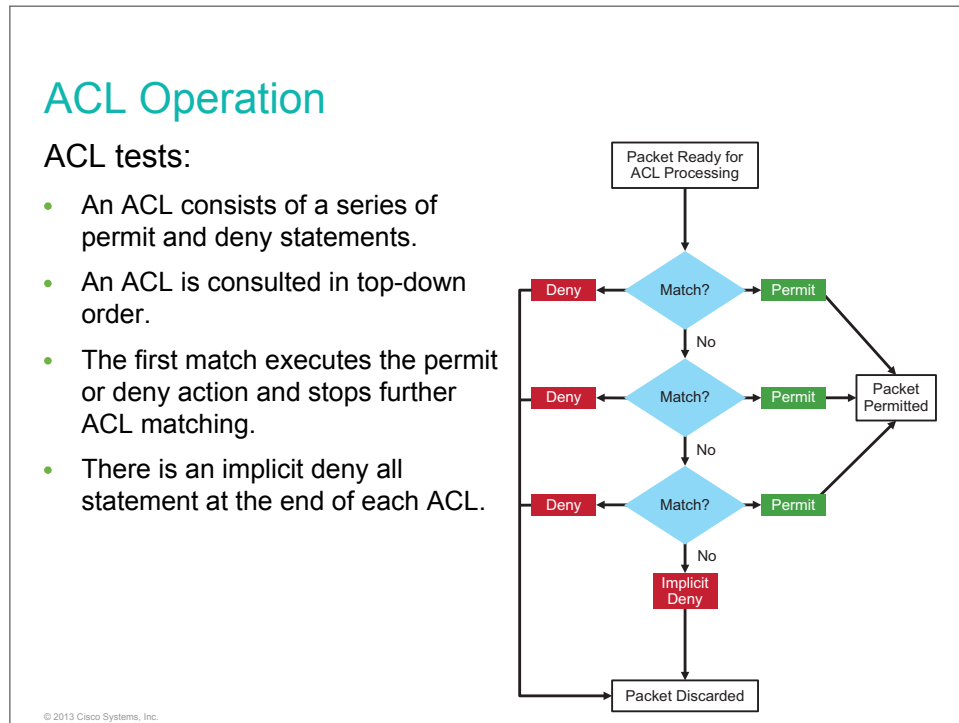 ACL Operation
ACL tests:
• An ACL consists of a series of
permit and deny statements.
• An ACL is consulted in top-down
order.
• The first match executes the permit
or deny action and stops further
ACL matching.
• There is an implicit deny all
statement at the end of each ACL.
Packet Ready for
ACL Processing
Deny
Match?
Permit
No
Deny
Match?
Permit
Packet
Permitted
No
Deny
Match?
Permit
No
Implicit
Deny
Packet Discarded
© 2013 Cisco Systems, Inc.